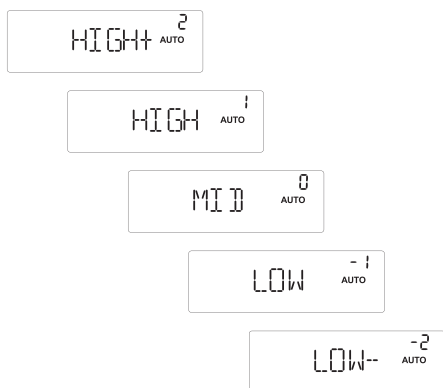 HIGH+ AUTO 2
HIGH AUTO 1
MID AUTO 0
LOW AUTO -1
LOW-- AUTO -2